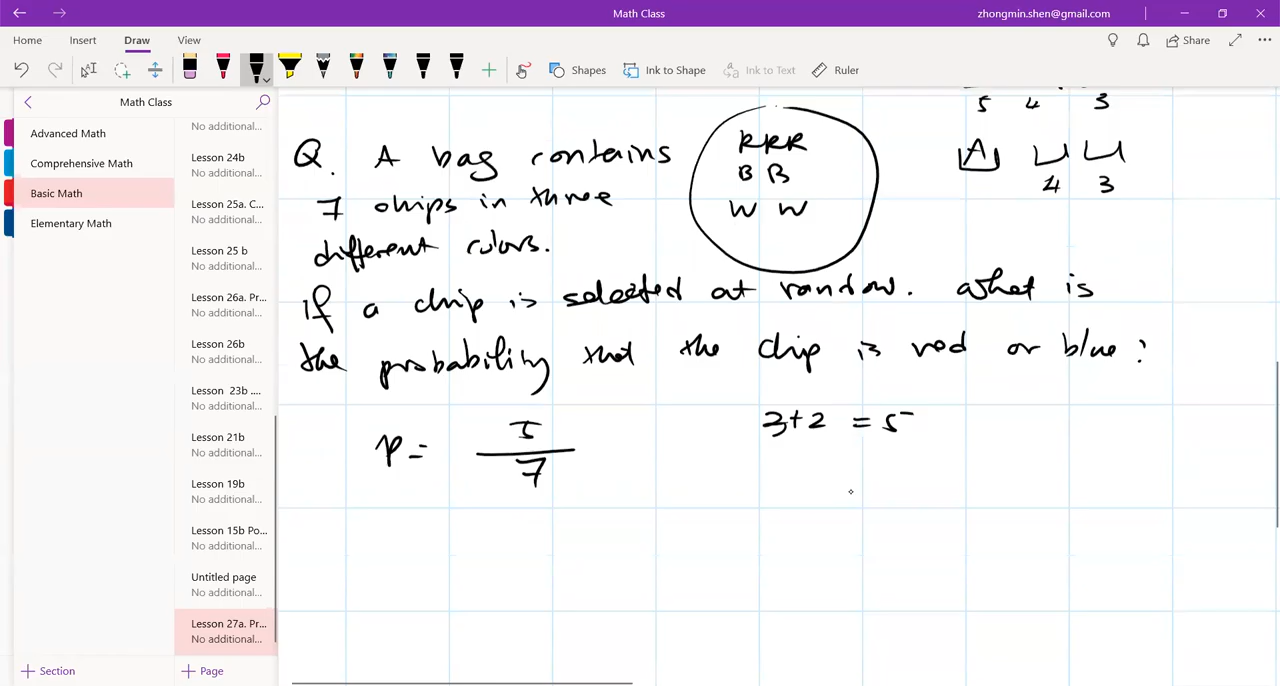 Math Class
zhongmin.shen@gmail.com
Home
Insert
Draw
View
Shapes
Ink to Shape
Ink to Text
Ruler
Share
Math Class
Advanced Math
Comprehensive Math
Basic Math
Elementary Math
No additional...
Lesson 24b
No additional...
Lesson 25a. C...
No additional...
Lesson 25 b
No additional...
Lesson 26a. Pr...
No additional...
Lesson 26b
No additional...
Lesson 23b ....
No additional...
Lesson 21b
No additional...
Lesson 19b
No additional...
Lesson 15b Po...
No additional...
Untitled page
No additional...
Lesson 27a. Pr...
No additional...
Section
Page
5 4 3
A
4 3
Q. A bag contains
7 chips in three
different colors.
RRR
B B
W W
If a chip is selected at random. What is
the probability that the chip is red or blue?
3+2 = 5
P = 5
7